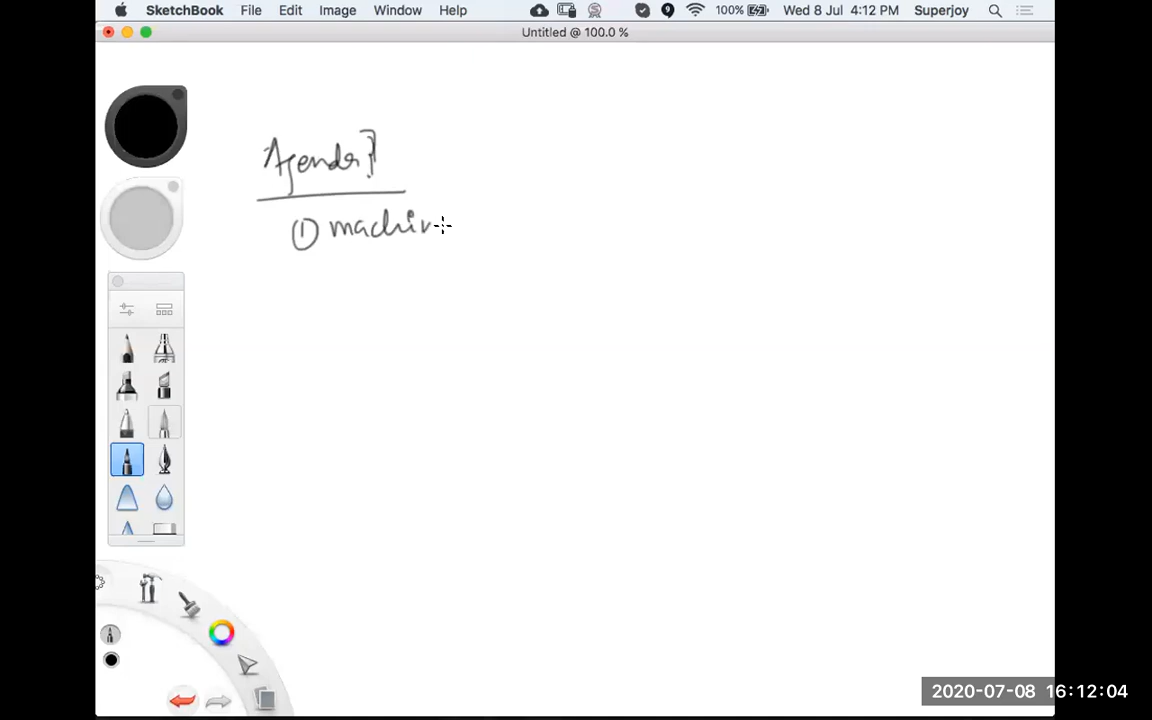 SketchBook File Edit Image Window Help 9 100% Wed 8 Jul 4:12 PM Superjoy
Untitled @ 100.0 %
Agenda}
① machin
2020-07-08 16:12:04